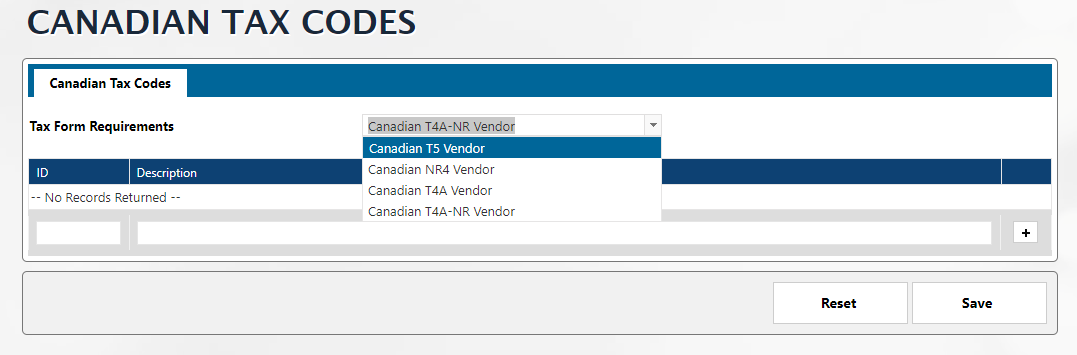 CANADIAN TAX CODES
Canadian Tax Codes
Tax Form Requirements
Canadian T4A-NR Vendor
Canadian T5 Vendor
Canadian NR4 Vendor
Canadian T4A Vendor
Canadian T4A-NR Vendor
ID Description
-- No Records Returned --
+
Reset Save